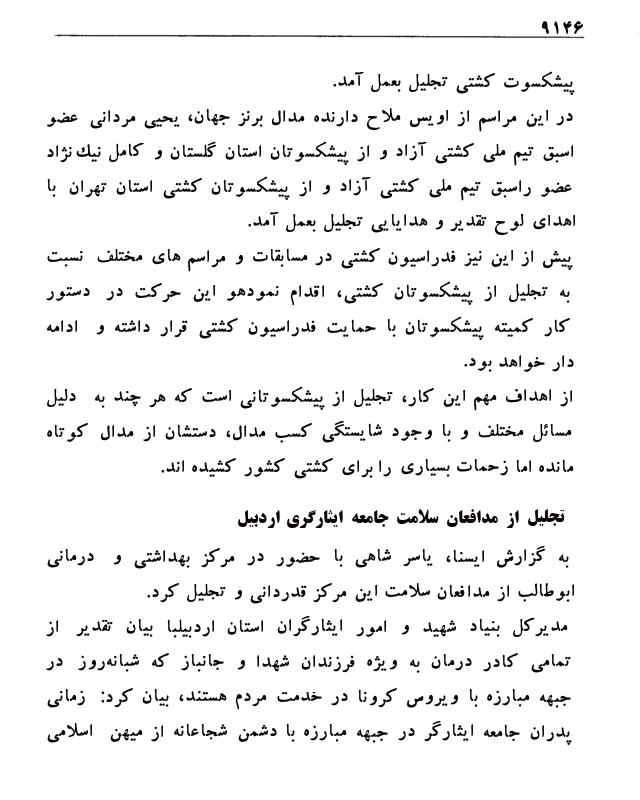 ۹۱۴۶
پیشکسوت کشتی تجلیل بعمل آمد.
در این مراسم از اویس ملاح دارنده مدال برنز جهان، یحیی مردانی عضو
اسبق تیم ملی کشتی آزاد و از پیشکسوتان استان گلستان و کامل نیك نژاد
عضو راسبق تیم ملی کشتی آزاد و از پیشکسوتان کشتی استان تهران با
اهدای لوح تقدیر و هدایایی تجلیل بعمل آمد.
پیش از این نیز فدراسیون کشتی در مسابقات و مراسم های مختلف نسبت
به تجلیل از پیشکسوتان کشتی، اقدام نمودهو این حرکت در دستور
کار کمیته پیشکسوتان با حمایت فدراسیون کشتی قرار داشته و ادامه
دار خواهد بود.
از اهداف مهم این کار، تجلیل از پیشکسوتانی است که هر چند به دلیل
مسائل مختلف و با وجود شایستگی کسب مدال، دستشان از مدال کوتاه
مانده اما زحمات بسیاری را برای کشتی کشور کشیده اند.
تجلیل از مدافعان سلامت جامعه ایثارگری اردبیل
به گزارش ایسنا، یاسر شاهی با حضور در مرکز بهداشتی و درمانی
ابوطالب از مدافعان سلامت این مرکز قدردانی و تجلیل کرد.
مدیرکل بنیاد شهید و امور ایثارگران استان اردبیلبا بیان تقدیر از
تمامی کادر درمان به ویژه فرزندان شهدا و جانباز که شبانه‌روز در
جبهه مبارزه با ویروس کرونا در خدمت مردم هستند، بیان کرد: زمانی
پدران جامعه ایثارگر در جبهه مبارزه با دشمن شجاعانه از میهن اسلامی